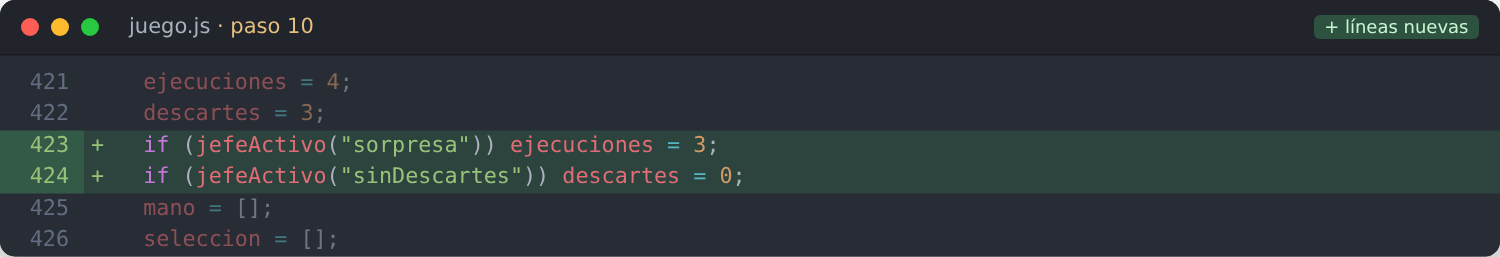 juego.js · paso 10
+ líneas nuevas
421 ejecuciones = 4;
422 descartes = 3;
423 + if (jefeActivo("sorpresa")) ejecuciones = 3;
424 + if (jefeActivo("sinDescartes")) descartes = 0;
425 mano = [];
426 seleccion = [];